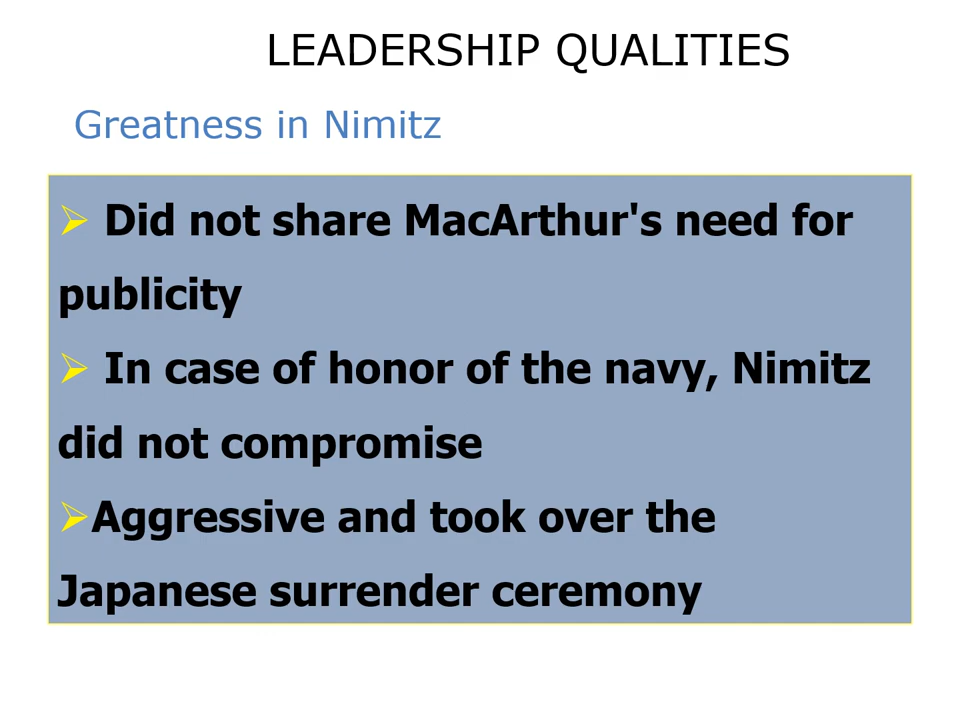 LEADERSHIP QUALITIES
Greatness in Nimitz
➢ Did not share MacArthur's need for
publicity
➢ In case of honor of the navy, Nimitz
did not compromise
➢Aggressive and took over the
Japanese surrender ceremony